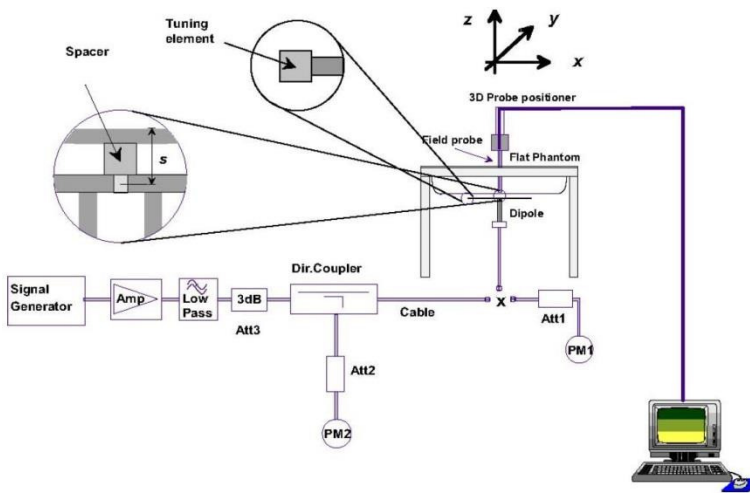 Tuning
element
Spacer
z
y
x
3D Probe positioner
Field probe
Flat Phantom
s
Dipole
Dir.Coupler
Signal
Generator
Amp
Low
Pass
3dB
Att3
Cable
x
Att1
PM1
Att2
PM2